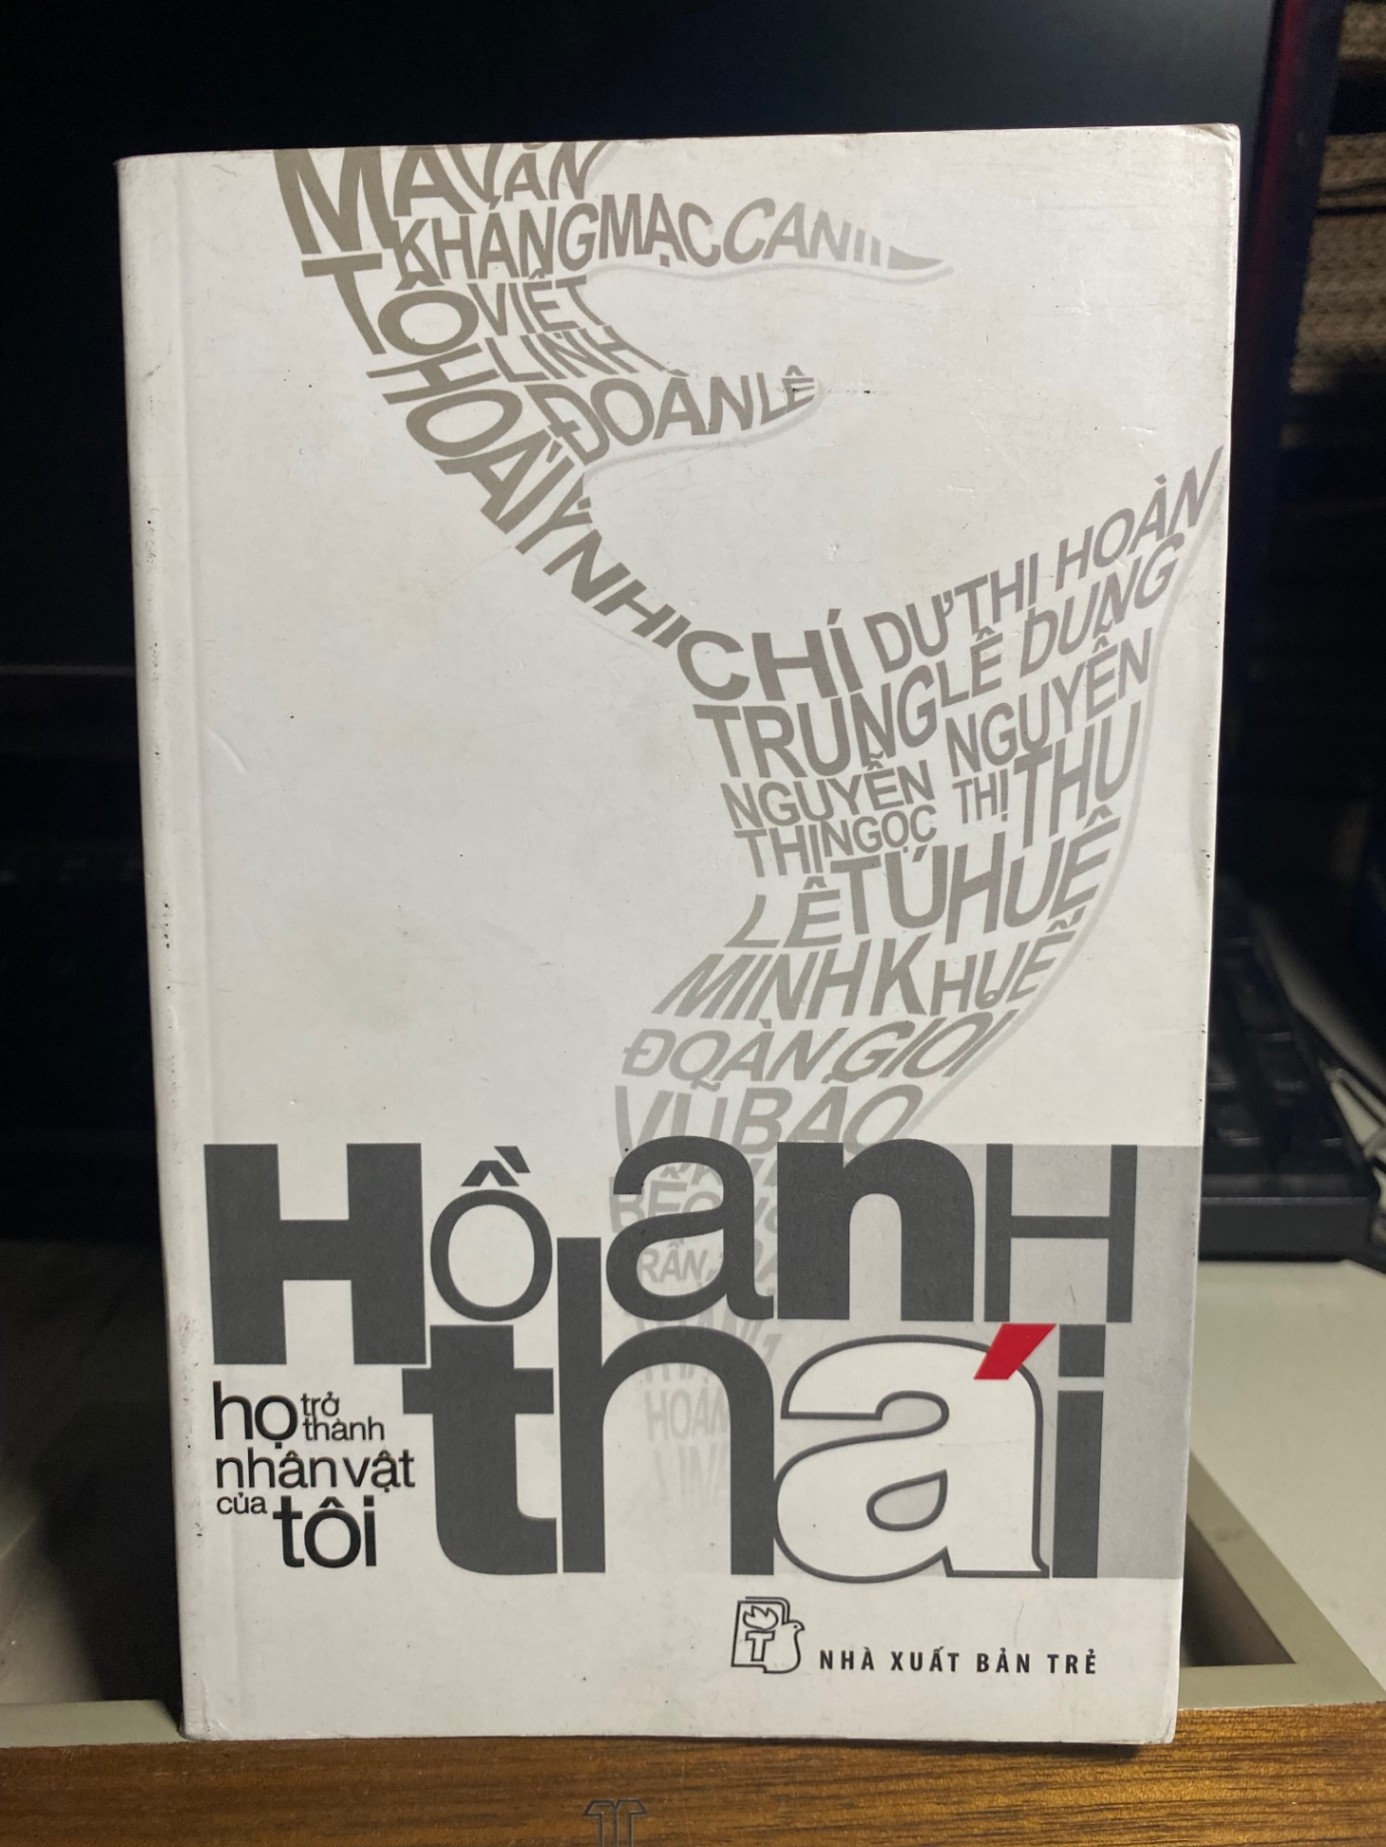 MA VĂN
KHÁNG MẠC CAN
TÔ VIỆT
LINH
HOÀI ĐOÀN LÊ
Ý NHI
CHÍ DƯ THỊ HOÀN
TRUNG LÊ DUNG
NGUYỄN NGUYỄN
THỊ NGỌC THỊ THU
LÊ TÚ HUỆ
MINH KHUÊ
ĐOÀN GIỎI
VŨ BÃO
HỒ anH
thái
họ trở thành
nhân vật
của tôi
T
NHÀ XUẤT BẢN TRẺ